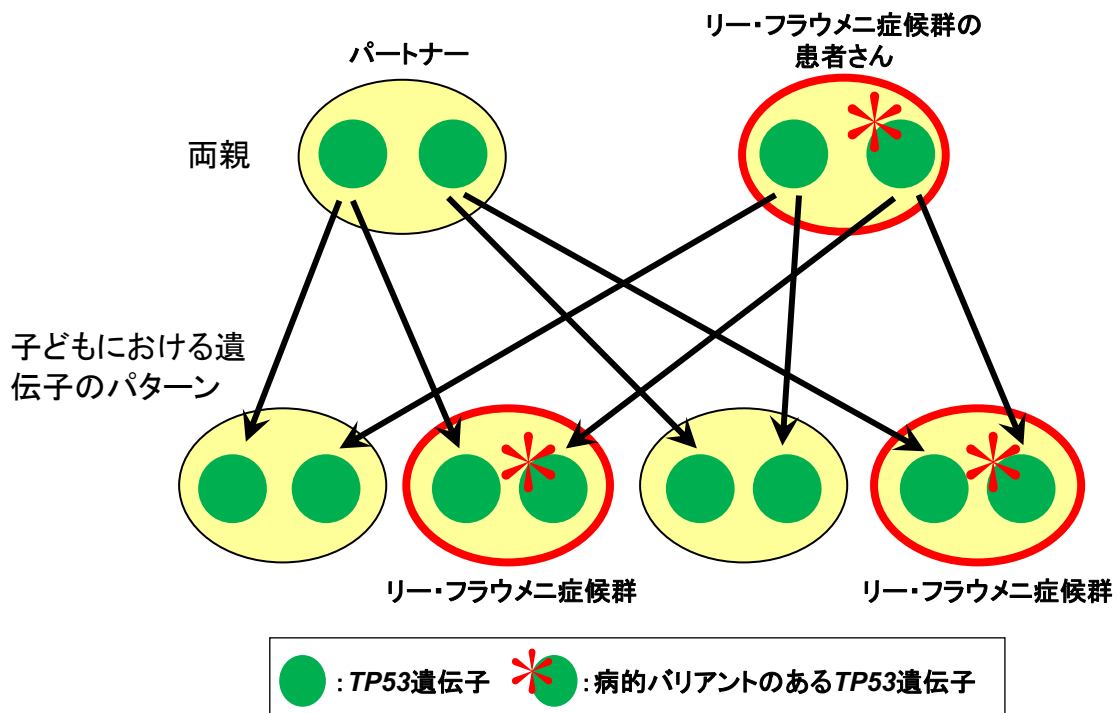 パートナー
リー・フラウメニ症候群の
患者さん
両親
子どもにおける遺
伝子のパターン
リー・フラウメニ症候群
リー・フラウメニ症候群
：TP53遺伝子
：病的バリアントのあるTP53遺伝子